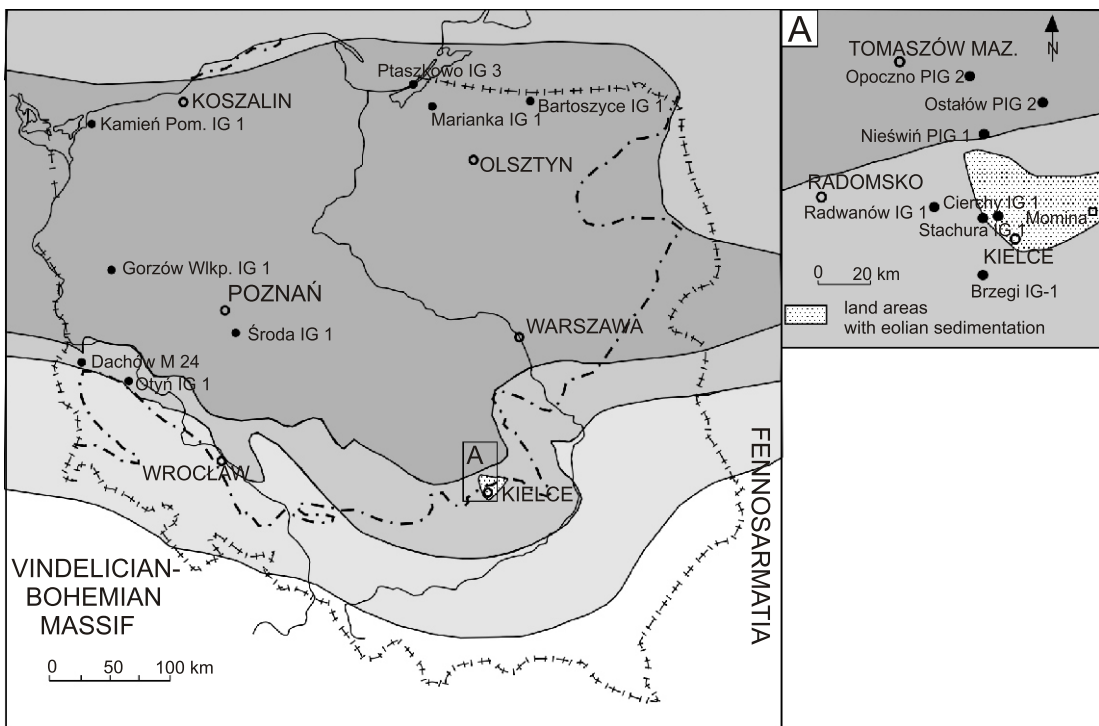 Ptaszkowo IG 3
KOSZALIN
Bartoszyce IG 1
Marianka IG 1
Kamień Pom. IG 1
OLSZTYN
Gorzów Wlkp. IG 1
POZNAŃ
Środa IG 1
WARSZAWA
Dachów M 24
Otyń IG 1
WROCŁAW
A
KIELCE
FENNOSARMATIA
VINDELICIAN-
BOHEMIAN
MASSIF
0 50 100 km
A
N
TOMASZÓW MAZ.
Opoczno PIG 2
Ostałów PIG 2
Nieświń PIG 1
RADOMSKO
Cierchy IG 1
Radwanów IG 1
Momina
Stachura IG 1
KIELCE
0 20 km
Brzegi IG-1
land areas
with eolian sedimentation